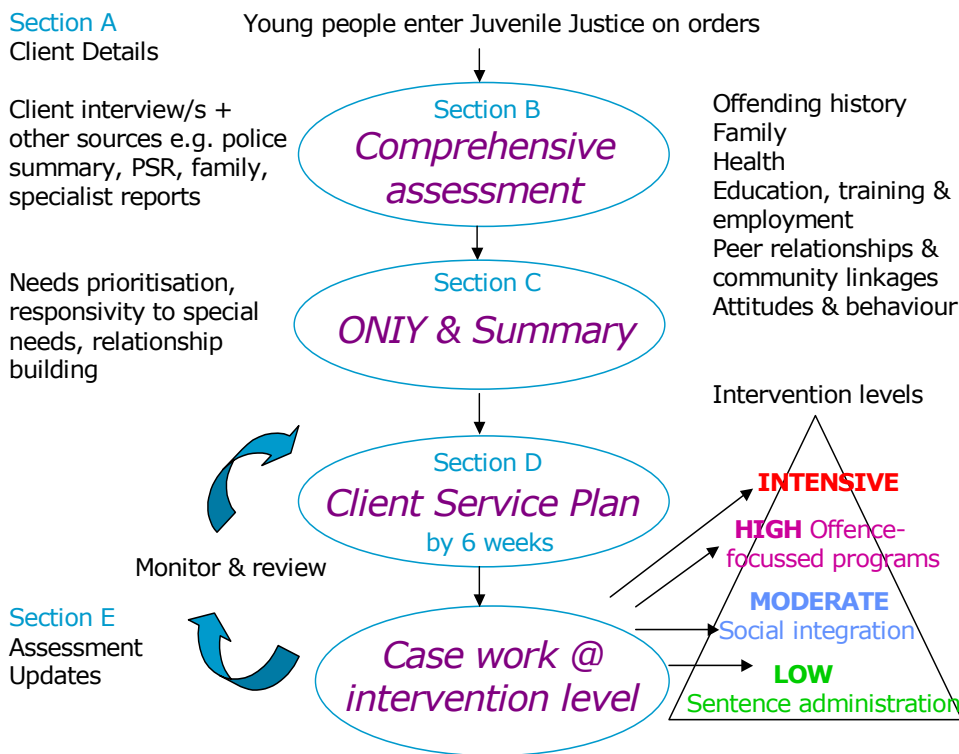 Section A
Client Details
Young people enter Juvenile Justice on orders
Client interview/s +
other sources e.g. police
summary, PSR, family,
specialist reports
Section B
Comprehensive
assessment
Offending history
Family
Health
Education, training &
employment
Peer relationships &
community linkages
Attitudes & behaviour
Needs prioritisation,
responsivity to special
needs, relationship
building
Section C
ONIY & Summary
Section D
Client Service Plan
by 6 weeks
Intervention levels
INTENSIVE
HIGH Offence-
focussed programs
MODERATE
Social integration
LOW
Sentence administration
Monitor & review
Section E
Assessment
Updates
Case work @
intervention level